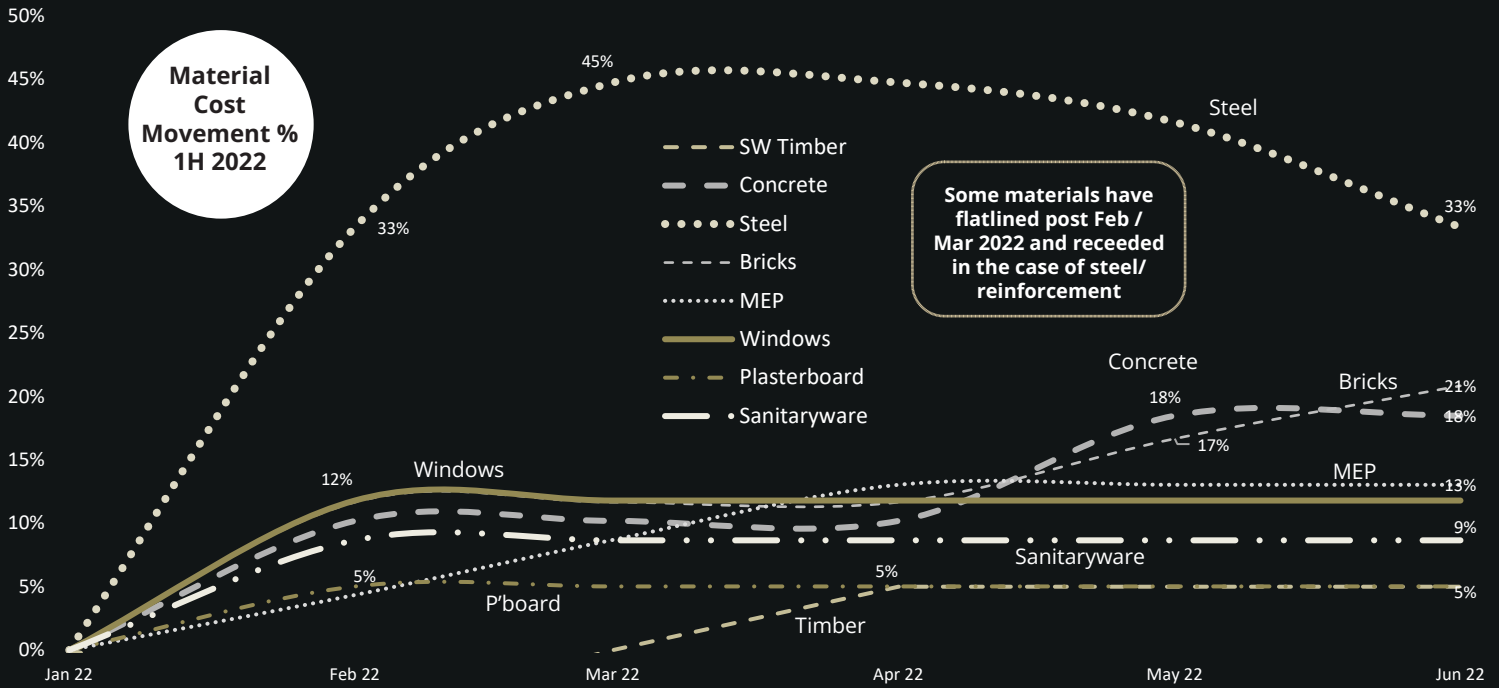 50%
45%
40%
35%
30%
25%
20%
15%
10%
5%
0%
Material
Cost
Movement %
1H 2022
45%
33%
Steel
33%
SW Timber
Concrete
Steel
Bricks
MEP
Windows
Plasterboard
Sanitaryware
Some materials have
flatlined post Feb /
Mar 2022 and receeded
in the case of steel/
reinforcement
Concrete
18%
Bricks
21%
18%
17%
12%
Windows
MEP
13%
9%
Sanitaryware
5%
P'board
5%
Timber
5%
Jan 22
Feb 22
Mar 22
Apr 22
May 22
Jun 22